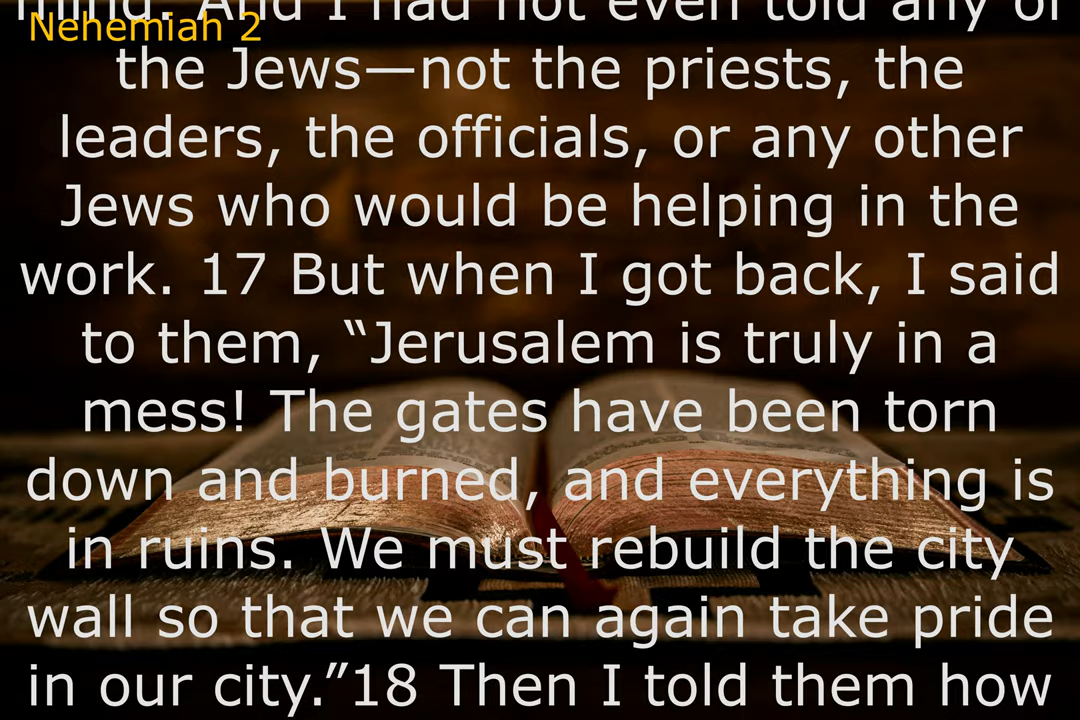 Nehemiah 2
thing. And I had not even told any of
the Jews—not the priests, the
leaders, the officials, or any other
Jews who would be helping in the
work. 17 But when I got back, I said
to them, “Jerusalem is truly in a
mess! The gates have been torn
down and burned, and everything is
in ruins. We must rebuild the city
wall so that we can again take pride
in our city.”18 Then I told them how